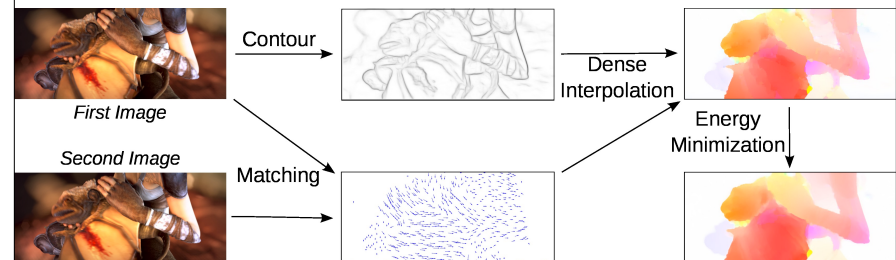 Contour
Dense
Interpolation
First Image
Energy
Minimization
Second Image
Matching